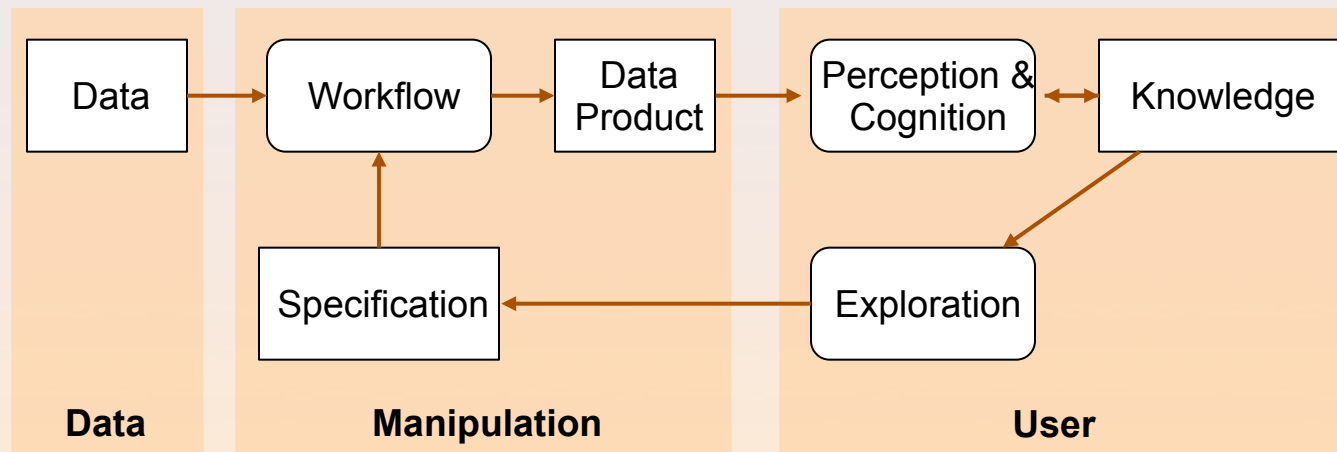 Data
Workflow
Data
Product
Perception &
Cognition
Knowledge
Specification
Exploration
Data
Manipulation
User